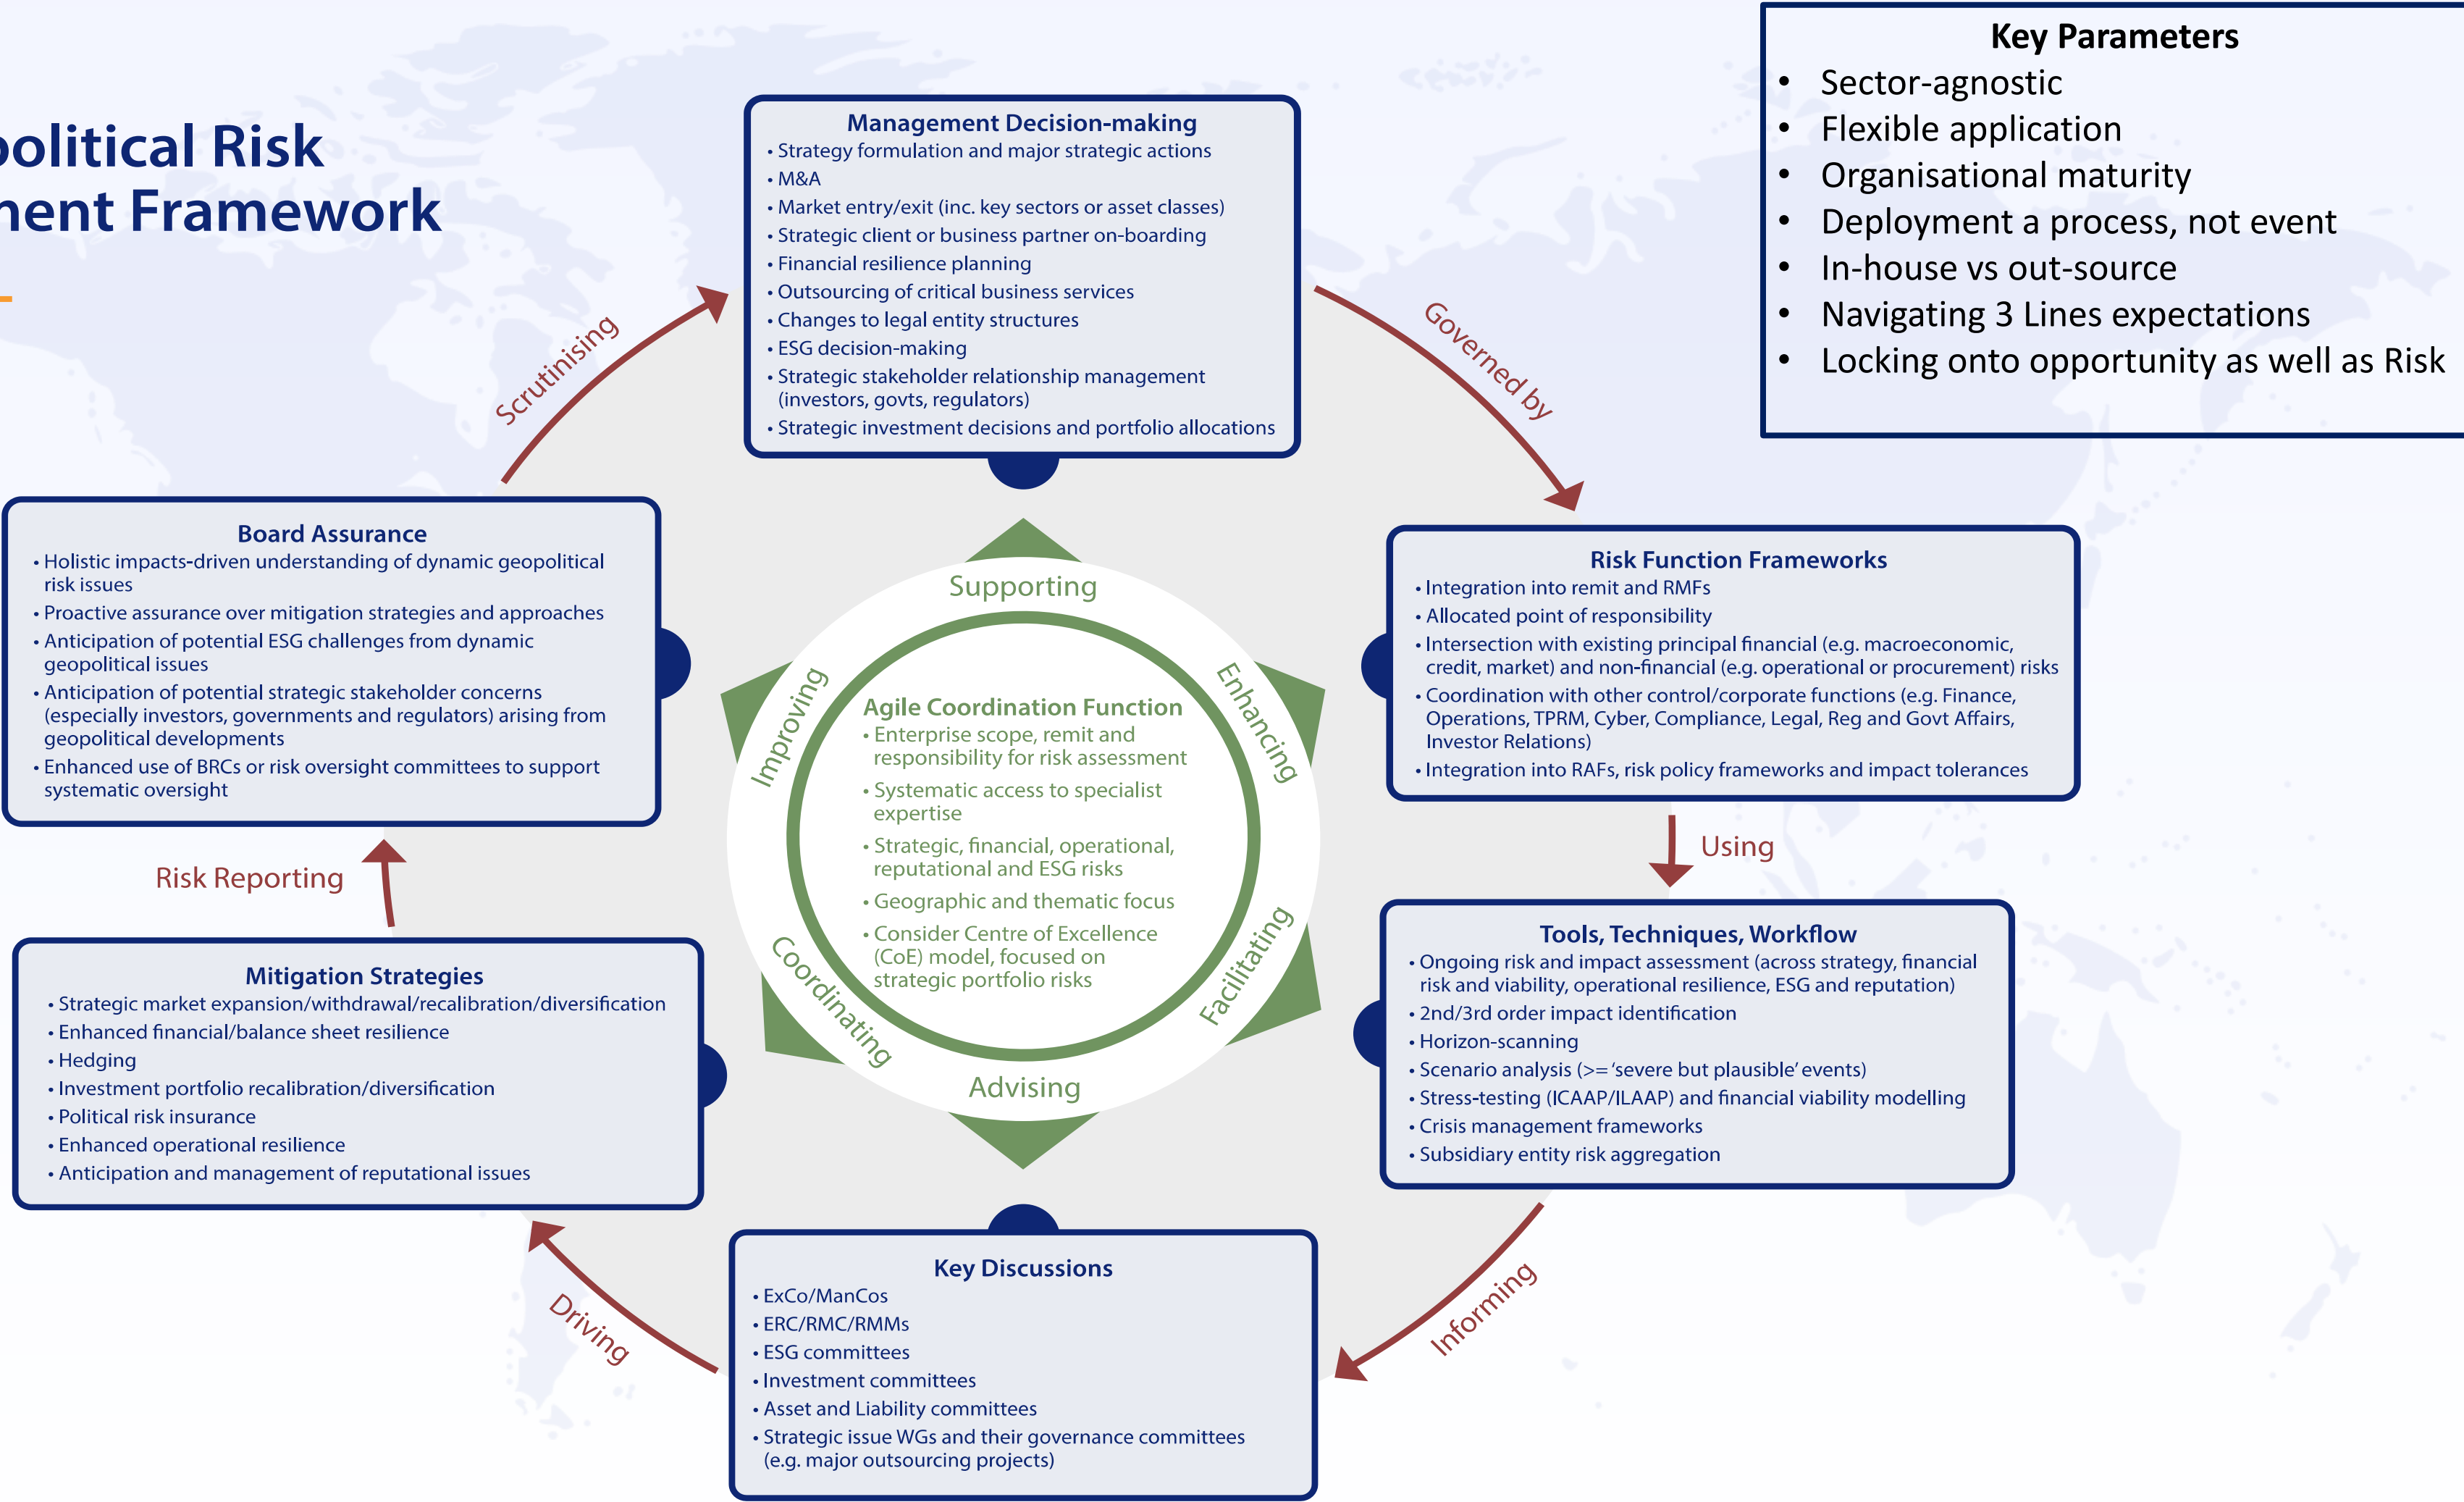 political Risk
ment Framework
Key Parameters
• Sector-agnostic
• Flexible application
• Organisational maturity
• Deployment a process, not event
• In-house vs out-source
• Navigating 3 Lines expectations
• Locking onto opportunity as well as Risk
Management Decision-making
• Strategy formulation and major strategic actions
• M&A
• Market entry/exit (inc. key sectors or asset classes)
• Strategic client or business partner on-boarding
• Financial resilience planning
• Outsourcing of critical business services
• Changes to legal entity structures
• ESG decision-making
• Strategic stakeholder relationship management
(investors, govts, regulators)
• Strategic investment decisions and portfolio allocations
Governed by
Risk Function Frameworks
• Integration into remit and RMFs
• Allocated point of responsibility
• Intersection with existing principal financial (e.g. macroeconomic,
credit, market) and non-financial (e.g. operational or procurement) risks
• Coordination with other control/corporate functions (e.g. Finance,
Operations, TPRM, Cyber, Compliance, Legal, Reg and Govt Affairs,
Investor Relations)
• Integration into RAFs, risk policy frameworks and impact tolerances
Using
Tools, Techniques, Workflow
• Ongoing risk and impact assessment (across strategy, financial
risk and viability, operational resilience, ESG and reputation)
• 2nd/3rd order impact identification
• Horizon-scanning
• Scenario analysis (>= ‘severe but plausible’ events)
• Stress-testing (ICAAP/ILAAP) and financial viability modelling
• Crisis management frameworks
• Subsidiary entity risk aggregation
Informing
Key Discussions
• ExCo/ManCos
• ERC/RMC/RMMs
• ESG committees
• Investment committees
• Asset and Liability committees
• Strategic issue WGs and their governance committees
(e.g. major outsourcing projects)
Driving
Mitigation Strategies
• Strategic market expansion/withdrawal/recalibration/diversification
• Enhanced financial/balance sheet resilience
• Hedging
• Investment portfolio recalibration/diversification
• Political risk insurance
• Enhanced operational resilience
• Anticipation and management of reputational issues
Risk Reporting
Board Assurance
• Holistic impacts-driven understanding of dynamic geopolitical
risk issues
• Proactive assurance over mitigation strategies and approaches
• Anticipation of potential ESG challenges from dynamic
geopolitical issues
• Anticipation of potential strategic stakeholder concerns
(especially investors, governments and regulators) arising from
geopolitical developments
• Enhanced use of BRCs or risk oversight committees to support
systematic oversight
Scrutinising
Supporting
Enhancing
Facilitating
Advising
Coordinating
Improving
Agile Coordination Function
• Enterprise scope, remit and
responsibility for risk assessment
• Systematic access to specialist
expertise
• Strategic, financial, operational,
reputational and ESG risks
• Geographic and thematic focus
• Consider Centre of Excellence
(CoE) model, focused on
strategic portfolio risks